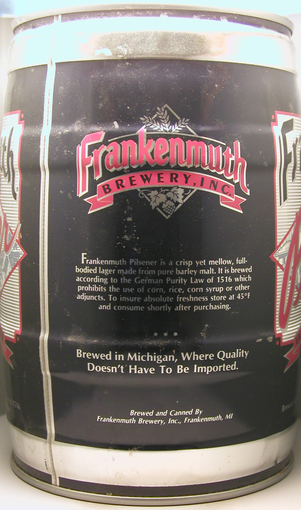 Frankenmuth
BREWERY, INC.
Frankenmuth Pilsener is a crisp yet mellow, full-
bodied lager made from pure barley malt. It is brewed
according to the German Purity Law of 1516 which
prohibits the use of corn, rice, corn syrup or other
adjuncts. To insure absolute freshness store at 45°F
and consume shortly after purchasing.
Brewed in Michigan, Where Quality
Doesn't Have To Be Imported.
Brewed and Canned By
Frankenmuth Brewery, Inc., Frankenmuth, MI